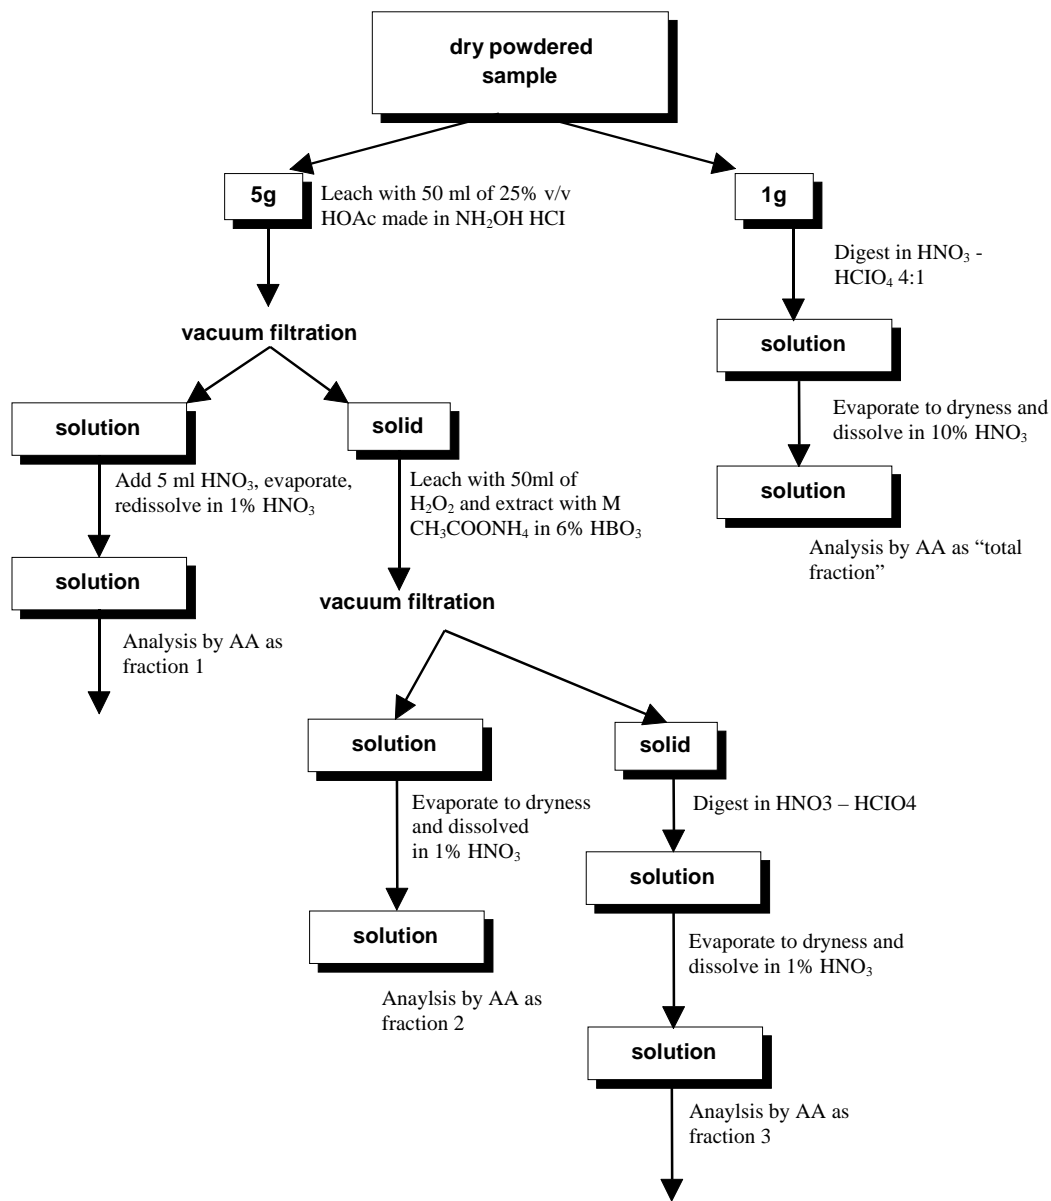 dry powdered
sample
5g
Leach with 50 ml of 25% v/v
HOAc made in NH₂OH HCI
1g
Digest in HNO₃ -
HCIO₄ 4:1
vacuum filtration
solution
Evaporate to dryness and
dissolve in 10% HNO₃
solution
solid
Add 5 ml HNO₃, evaporate,
redissolve in 1% HNO₃
Leach with 50ml of
H₂O₂ and extract with M
CH₃COONH₄ in 6% HBO₃
solution
Analysis by AA as “total
fraction”
solution
vacuum filtration
Analysis by AA as
fraction 1
solution
solid
Evaporate to dryness
and dissolved
in 1% HNO₃
Digest in HNO3 – HCIO4
solution
solution
Evaporate to dryness and
dissolve in 1% HNO₃
Anaylsis by AA as
fraction 2
solution
Anaylsis by AA as
fraction 3